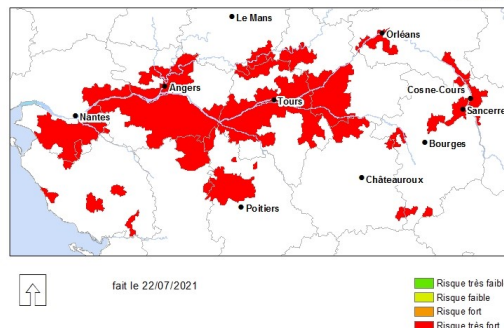 Le Mans
Orléans
Angers
Cosne-Cours
Tours
Sancerre
Nantes
Bourges
Châteauroux
Poitiers
fait le 22/07/2021
Risque très faibl
Risque faible
Risque fort
Risque très fort